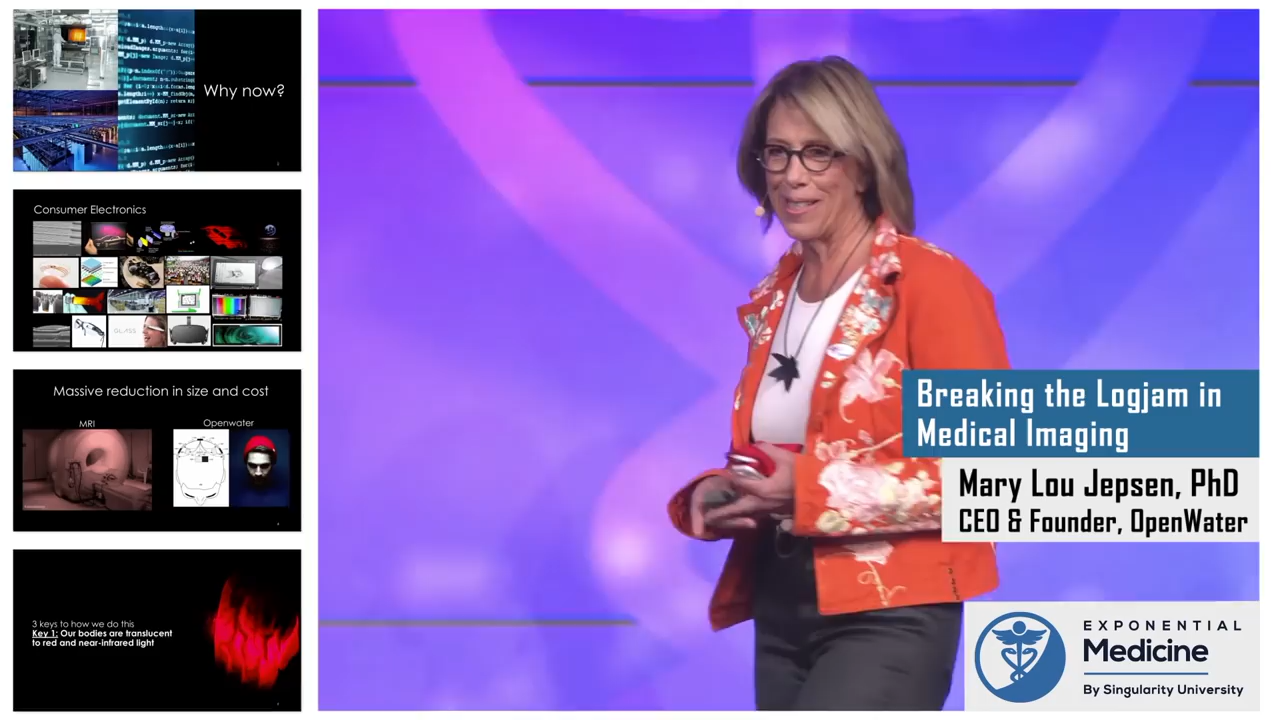 Why now?
Consumer Electronics
GLASS
Massive reduction in size and cost
MRI
Openwater
3 keys to how we do this
Key 1: Our bodies are translucent
to red and near-infrared light
Breaking the Logjam in
Medical Imaging
Mary Lou Jepsen, PhD
CEO & Founder, OpenWater
EXPONENTIAL
Medicine
By Singularity University